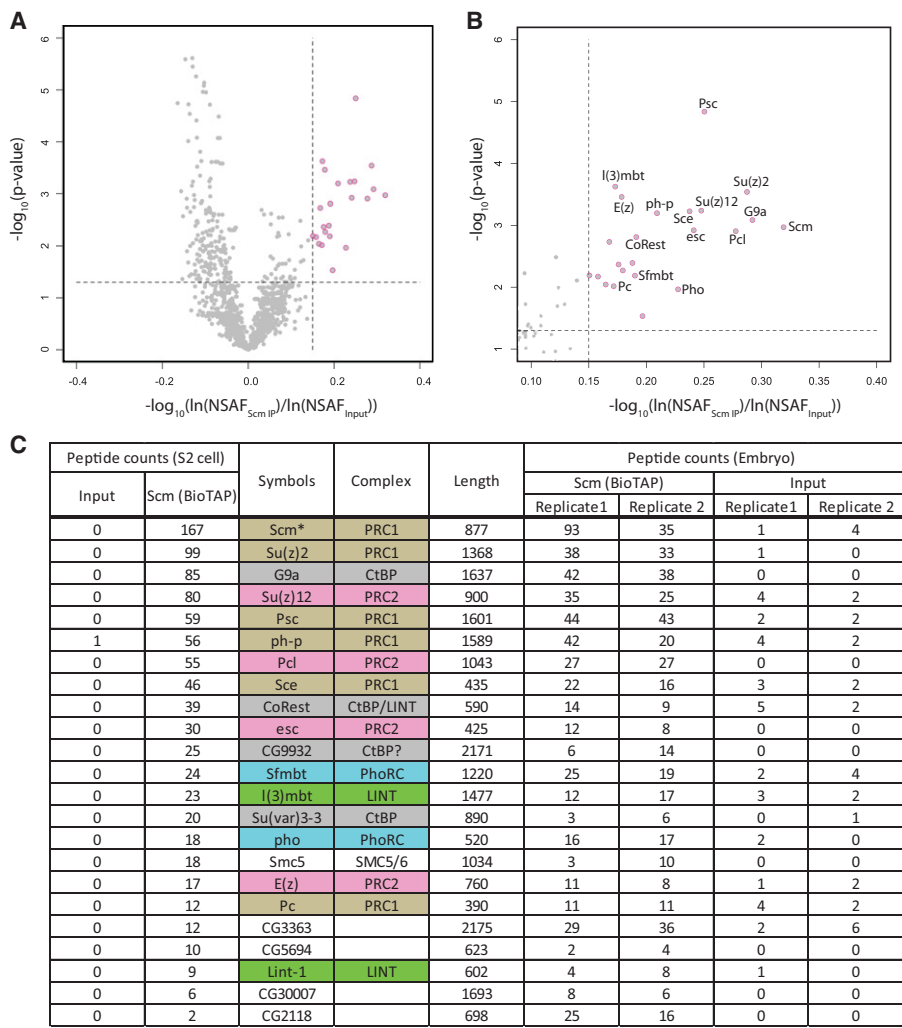 A
6
5
4
3
2
1
0
-log10(p-value)
-0.4 -0.2 0.0 0.2 0.4
-log10(ln(NSAFScm IP)/ln(NSAFInput))
B
6
5
4
3
2
1
-log10(p-value)
Psc
l(3)mbt
E(z)
ph-p
Sce
Su(z)12
Su(z)2
G9a
Scm
esc
Pcl
CoRest
Sfmbt
Pc
Pho
0.10 0.15 0.20 0.25 0.30 0.35 0.40
-log10(ln(NSAFScm IP)/ln(NSAFInput))
C
Peptide counts (S2 cell) Symbols Complex Length Peptide counts (Embryo)
Input Scm (BioTAP) Scm (BioTAP) Input
Replicate1 Replicate 2 Replicate1 Replicate 2
0 167 Scm* PRC1 877 93 35 1 4
0 99 Su(z)2 PRC1 1368 38 33 1 0
0 85 G9a CtBP 1637 42 38 0 0
0 80 Su(z)12 PRC2 900 35 25 4 2
0 59 Psc PRC1 1601 44 43 2 2
1 56 ph-p PRC1 1589 42 20 4 2
0 55 Pcl PRC2 1043 27 27 0 0
0 46 Sce PRC1 435 22 16 3 2
0 39 CoRest CtBP/LINT 590 14 9 5 2
0 30 esc PRC2 425 12 8 0 0
0 25 CG9932 CtBP? 2171 6 14 0 0
0 24 Sfmbt PhoRC 1220 25 19 2 4
0 23 l(3)mbt LINT 1477 12 17 3 2
0 20 Su(var)3-3 CtBP 890 3 6 0 1
0 18 pho PhoRC 520 16 17 2 0
0 18 Smc5 SMC5/6 1034 3 10 0 0
0 17 E(z) PRC2 760 11 8 1 2
0 12 Pc PRC1 390 11 11 4 2
0 12 CG3363 2175 29 36 2 6
0 10 CG5694 623 2 4 0 0
0 9 Lint-1 LINT 602 4 8 1 0
0 6 CG30007 1693 8 6 0 0
0 2 CG2118 698 25 16 0 0